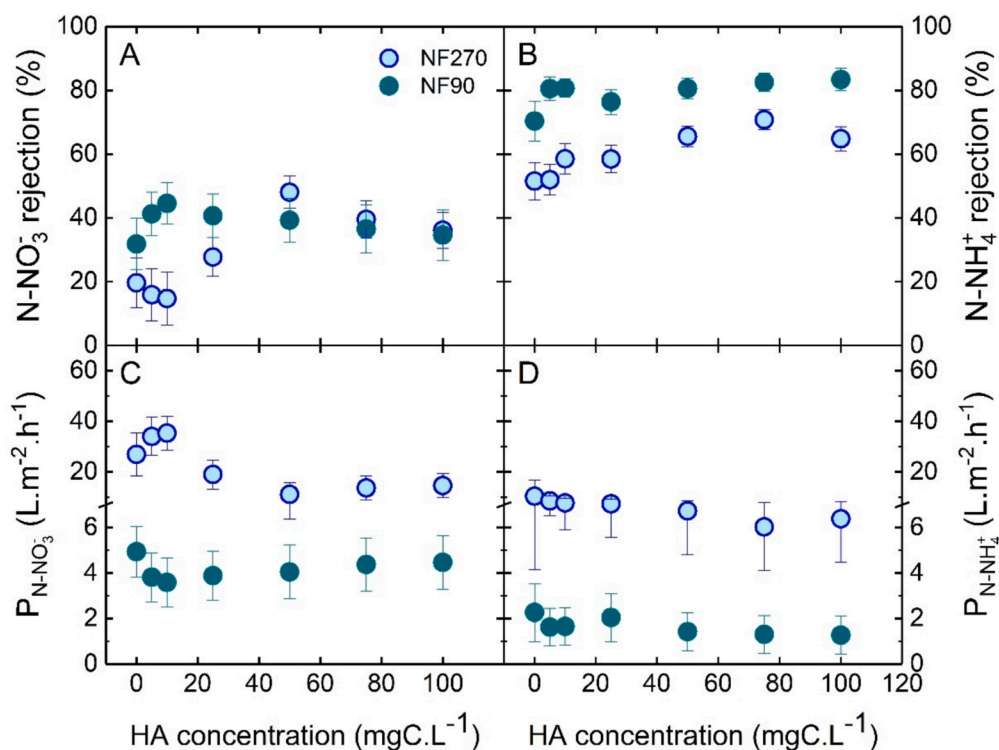 A
NF270
NF90
B
C
D
100
80
60
40
20
0
60
40
20
6
4
2
0
N-NO₃⁻ rejection (%)
P_N-NO₃⁻ (L.m⁻².h⁻¹)
100
80
60
40
20
0
60
40
20
6
4
2
0
N-NH₄⁺ rejection (%)
P_N-NH₄⁺ (L.m⁻².h⁻¹)
0 20 40 60 80 100 0 20 40 60 80 100 120
HA concentration (mgC.L⁻¹) HA concentration (mgC.L⁻¹)